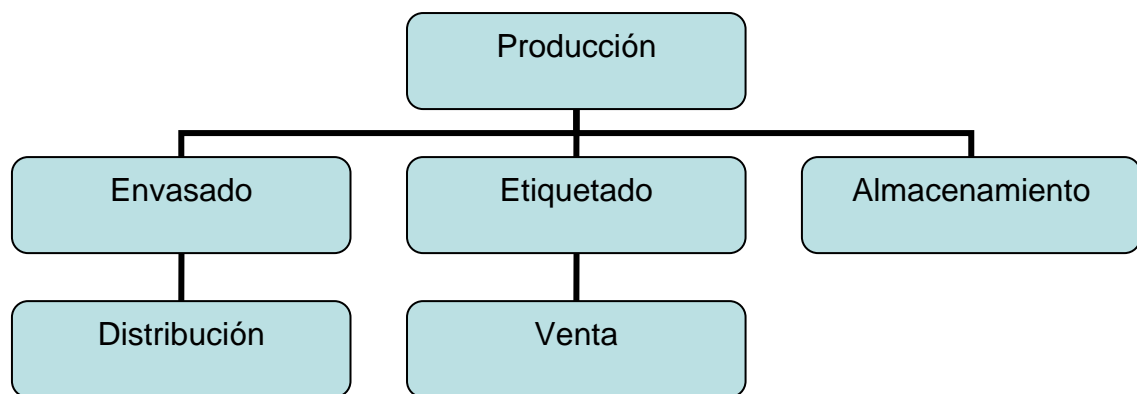 Producción
Envasado
Etiquetado
Almacenamiento
Distribución
Venta